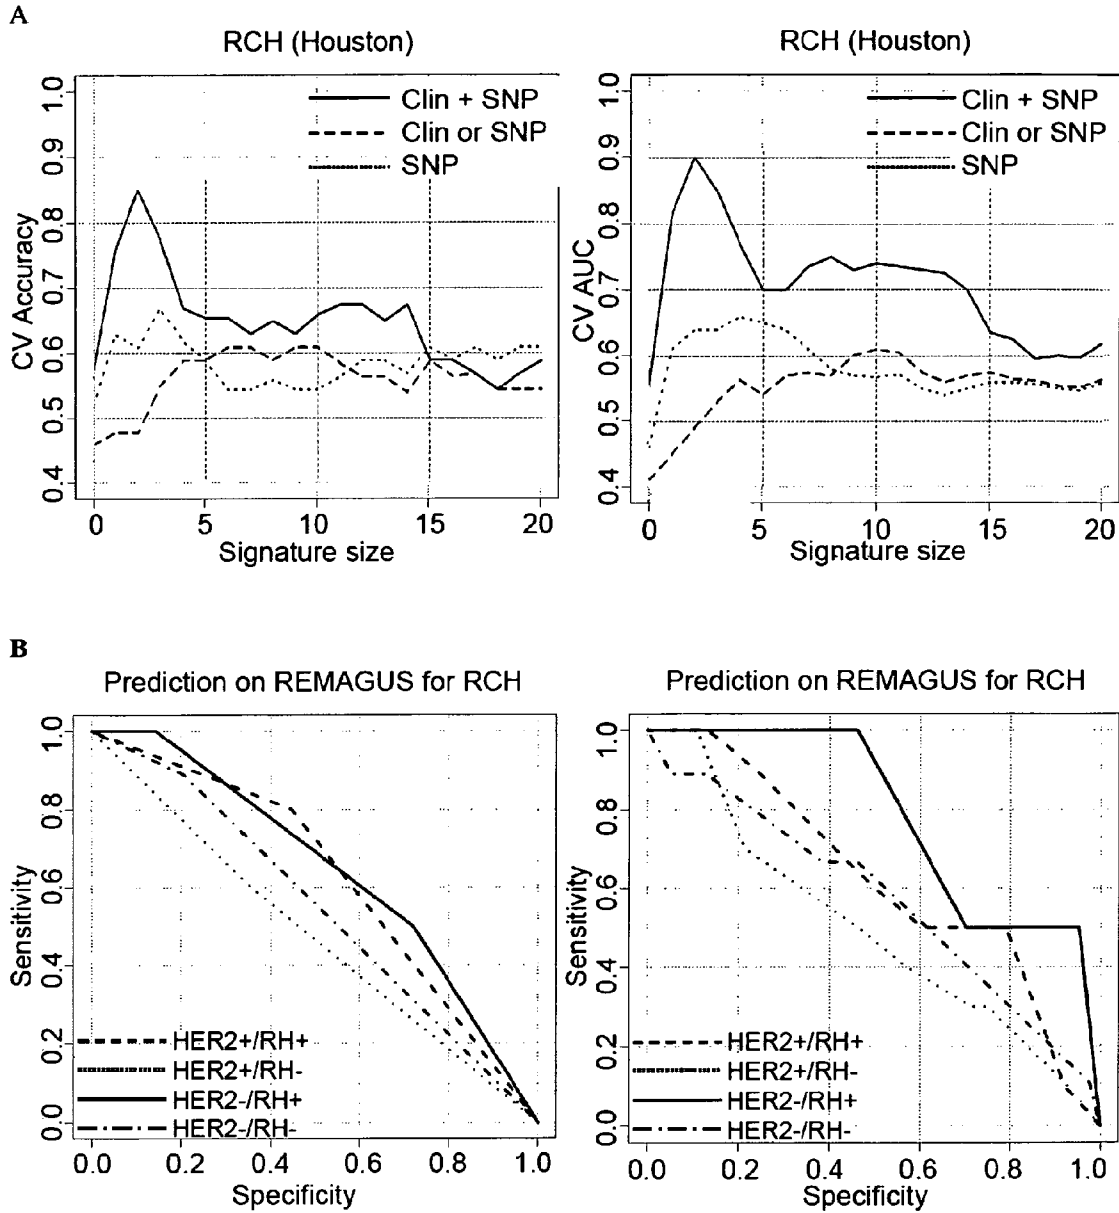 A
RCH (Houston)
Clin + SNP
Clin or SNP
SNP
CV Accuracy
0.4 0.5 0.6 0.7 0.8 0.9 1.0
0 5 10 15 20
Signature size
RCH (Houston)
Clin + SNP
Clin or SNP
SNP
CV AUC
0.4 0.5 0.6 0.7 0.8 0.9 1.0
0 5 10 15 20
Signature size
B
Prediction on REMAGUS for RCH
Sensitivity
0.0 0.2 0.4 0.6 0.8 1.0
HER2+/RH+
HER2+/RH-
HER2-/RH+
HER2-/RH-
0.0 0.2 0.4 0.6 0.8 1.0
Specificity
Prediction on REMAGUS for RCH
Sensitivity
0.0 0.2 0.4 0.6 0.8 1.0
HER2+/RH+
HER2+/RH-
HER2-/RH+
HER2-/RH-
0.0 0.2 0.4 0.6 0.8 1.0
Specificity